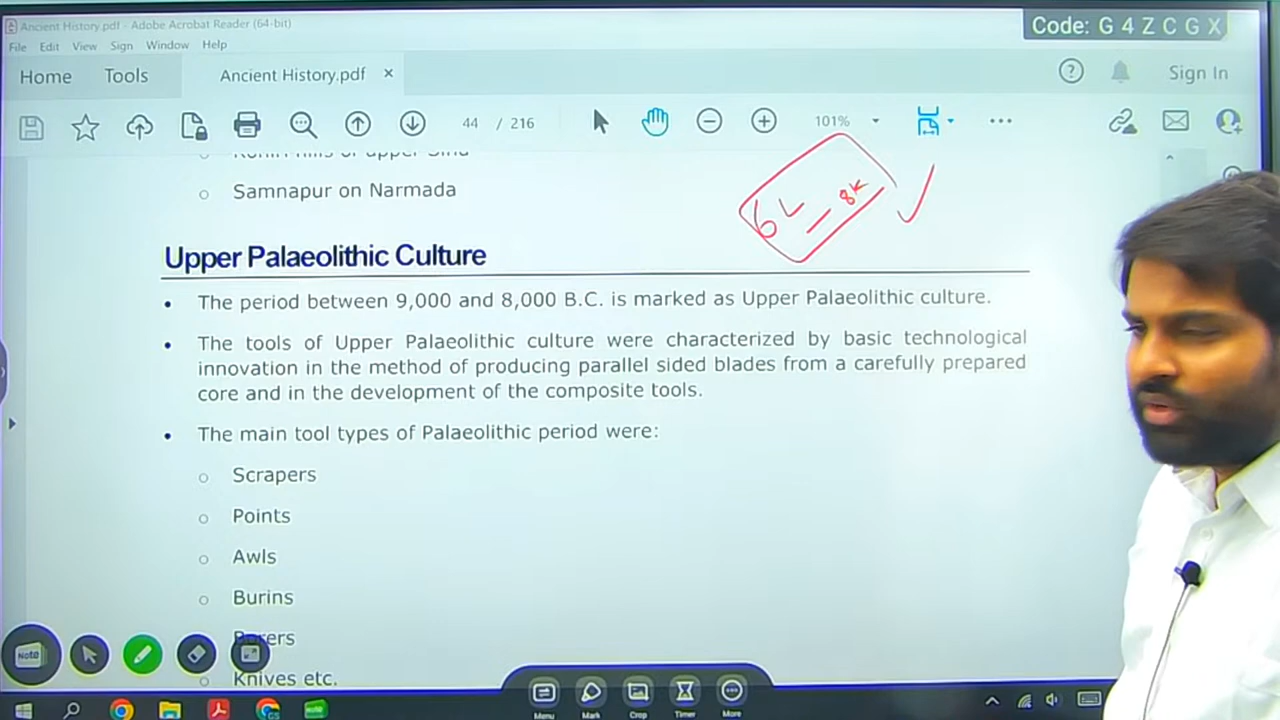 Ancient History.pdf - Adobe Acrobat Reader (64-bit)
Code: G 4 Z C G X
File Edit View Sign Window Help
Home Tools Ancient History.pdf × Sign In
44 / 216 101%
Samnapur on Narmada
6L - 8K
Upper Palaeolithic Culture
• The period between 9,000 and 8,000 B.C. is marked as Upper Palaeolithic culture.
• The tools of Upper Palaeolithic culture were characterized by basic technological
innovation in the method of producing parallel sided blades from a carefully prepared
core and in the development of the composite tools.
• The main tool types of Palaeolithic period were:
o Scrapers
o Points
o Awls
o Burins
o Borers
o Knives etc.
Note
Menu Mark Crop Timer More